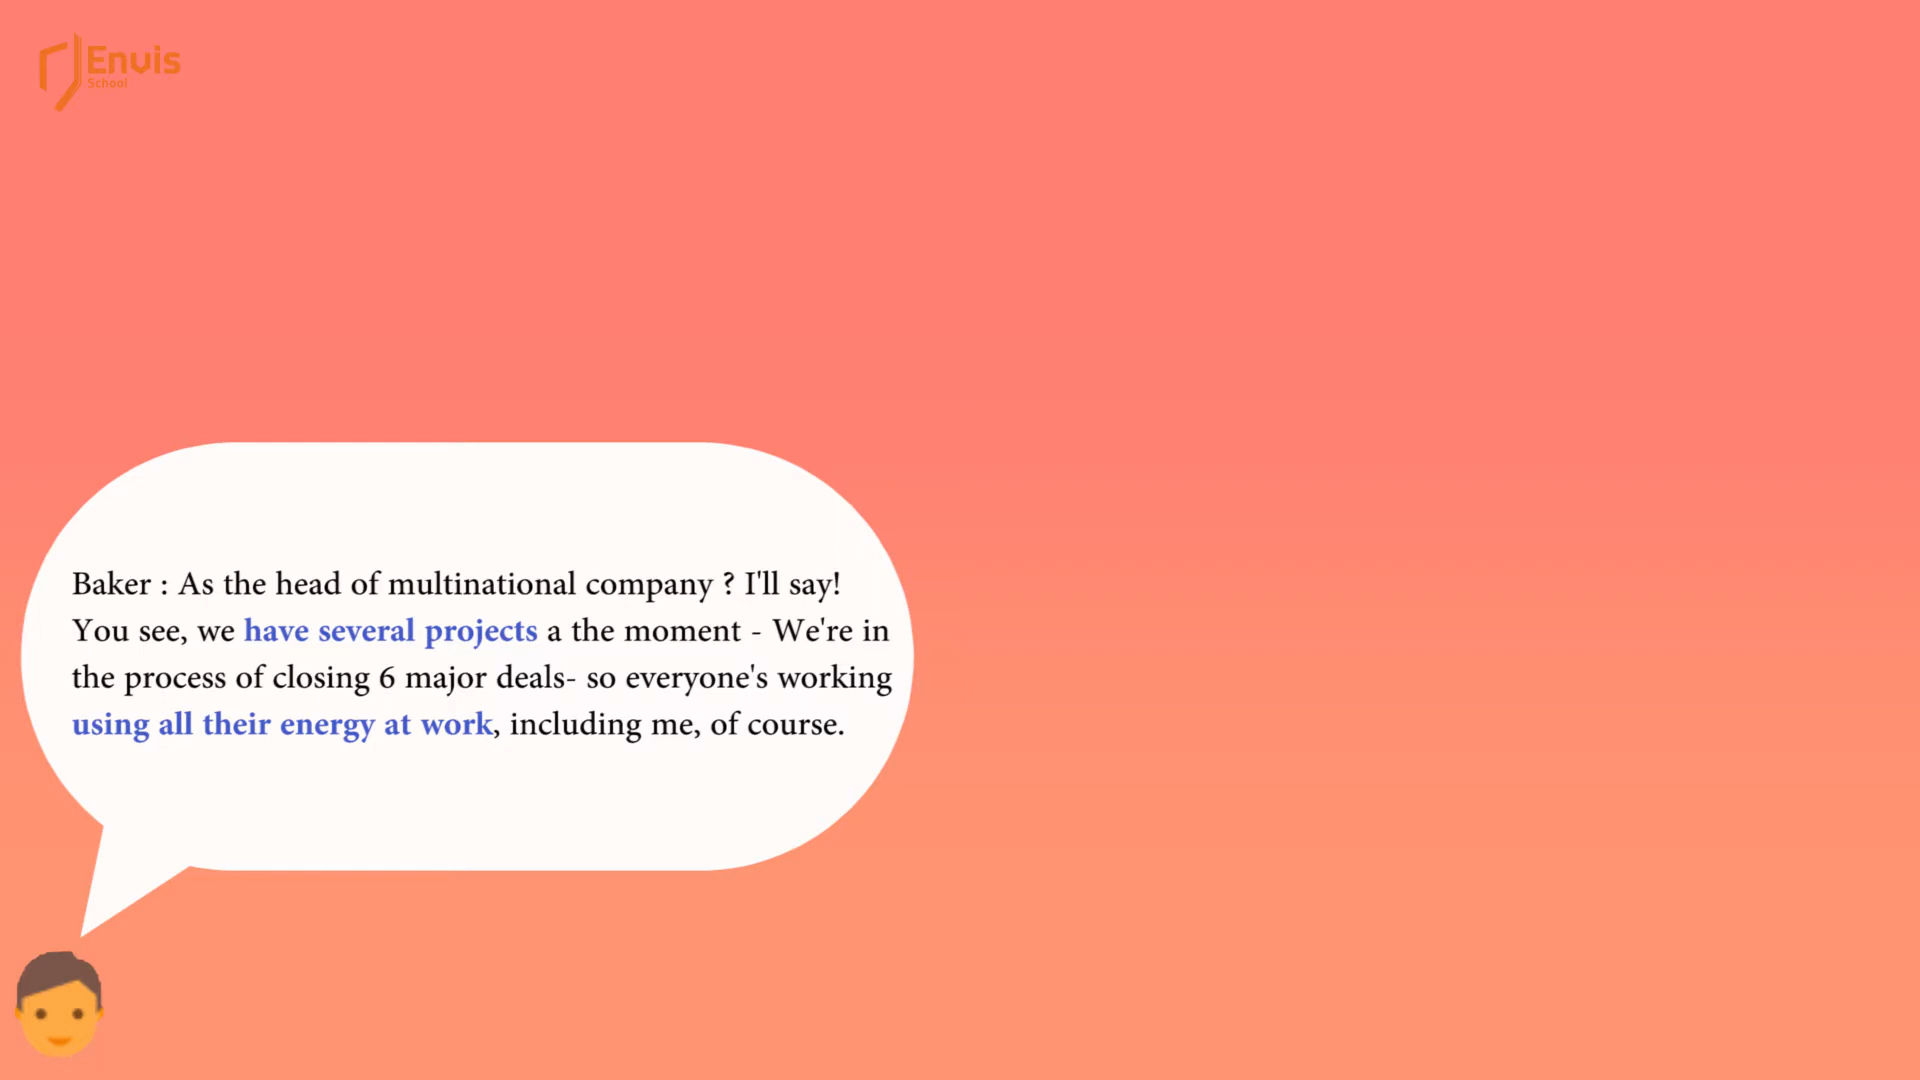 Envis
School
Baker : As the head of multinational company ? I'll say!
You see, we have several projects a the moment - We're in
the process of closing 6 major deals- so everyone's working
using all their energy at work, including me, of course.